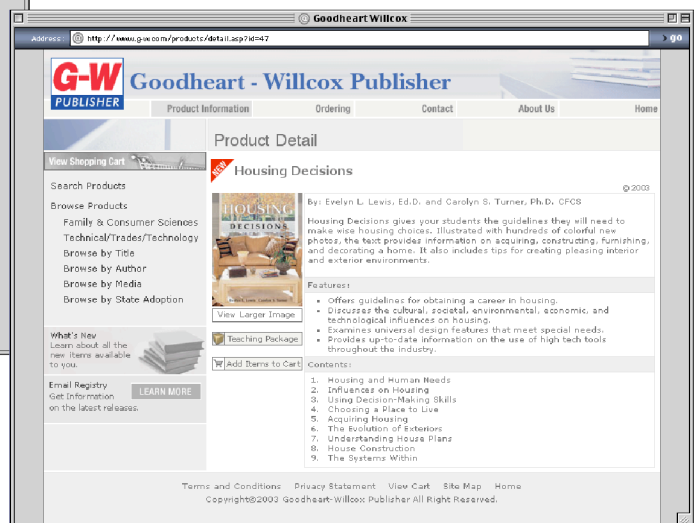 Goodheart Willcox
Address: http://www.g-w.com/products/detail.asp?id=47
go
G-W
PUBLISHER
Goodheart - Willcox Publisher
Product Information Ordering Contact About Us Home
Product Detail
View Shopping Cart
Search Products
Browse Products
Family & Consumer Sciences
Technical/Trades/Technology
Browse by Title
Browse by Author
Browse by Media
Browse by State Adoption
What's New
Learn about all the
new items available
to you.
Email Registry
Get Information
on the latest releases.
LEARN MORE
NEW
Housing Decisions
©2003
HOUSING
DECISIONS
View Larger Image
Teaching Package
Add Items to Cart
By: Evelyn L. Lewis, Ed.D. and Carolyn S. Turner, Ph.D. CFCS
Housing Decisions gives your students the guidelines they will need to
make wise housing choices. Illustrated with hundreds of colorful new
photos, the text provides information on acquiring, constructing, furnishing,
and decorating a home. It also includes tips for creating pleasing interior
and exterior environments.
Features:
• Offers guidelines for obtaining a career in housing.
• Discusses the cultural, societal, environmental, economic, and
technological influences on housing.
• Examines universal design features that meet special needs.
• Provides up-to-date information on the use of high tech tools
throughout the industry.
Contents:
1. Housing and Human Needs
2. Influences on Housing
3. Using Decision-Making Skills
4. Choosing a Place to Live
5. Acquiring Housing
6. The Evolution of Exteriors
7. Understanding House Plans
8. House Construction
9. The Systems Within
Terms and Conditions Privacy Statement View Cart Site Map Home
Copyright©2003 Goodheart-Willcox Publisher All Right Reserved.